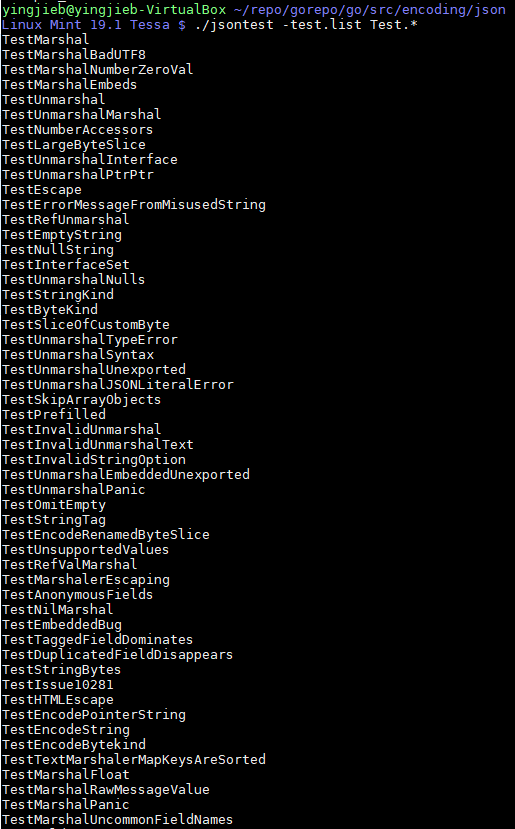 yingjieb@yingjieb-VirtualBox ~/repo/gorepo/go/src/encoding/json
Linux Mint 19.1 Tessa $ ./jsontest -test.list Test.*
TestMarshal
TestMarshalBadUTF8
TestMarshalNumberZeroVal
TestMarshalEmbeds
TestUnmarshal
TestUnmarshalMarshal
TestNumberAccessors
TestLargeByteSlice
TestUnmarshalInterface
TestUnmarshalPtrPtr
TestEscape
TestErrorMessageFromMisusedString
TestRefUnmarshal
TestEmptyString
TestNullString
TestInterfaceSet
TestUnmarshalNulls
TestStringKind
TestByteKind
TestSliceOfCustomByte
TestUnmarshalTypeError
TestUnmarshalSyntax
TestUnmarshalUnexported
TestUnmarshalJSONLiteralError
TestSkipArrayObjects
TestPrefilled
TestInvalidUnmarshal
TestInvalidUnmarshalText
TestInvalidStringOption
TestUnmarshalEmbeddedUnexported
TestUnmarshalPanic
TestOmitEmpty
TestStringTag
TestEncodeRenamedByteSlice
TestUnsupportedValues
TestRefValMarshal
TestMarshalerEscaping
TestAnonymousFields
TestNilMarshal
TestEmbeddedBug
TestTaggedFieldDominates
TestDuplicatedFieldDisappears
TestStringBytes
TestIssue10281
TestHTMLEscape
TestEncodePointerString
TestEncodeString
TestEncodeBytekind
TestTextMarshalerMapKeysAreSorted
TestMarshalFloat
TestMarshalRawMessageValue
TestMarshalPanic
TestMarshalUncommonFieldNames